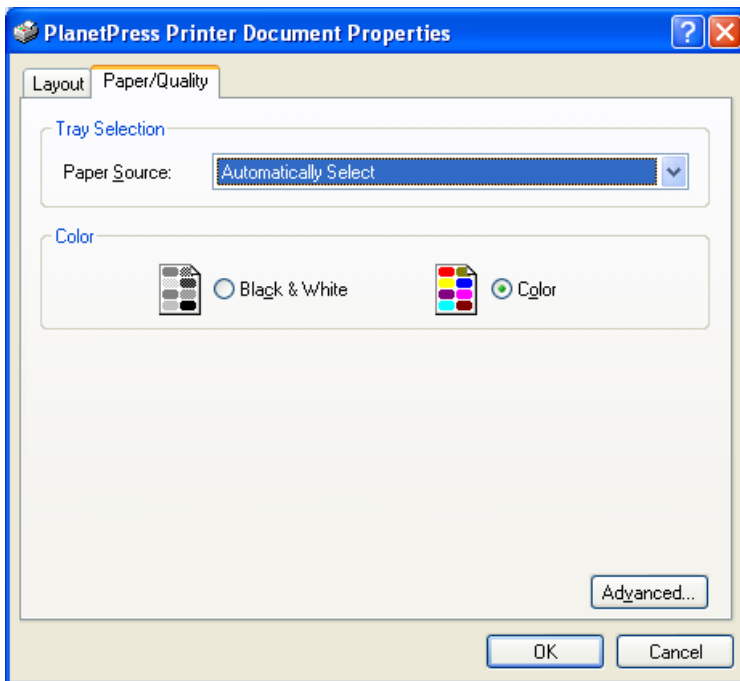 PlanetPress Printer Document Properties
Layout Paper/Quality
Tray Selection
Paper Source: Automatically Select
Color
Black & White Color
Advanced...
OK Cancel